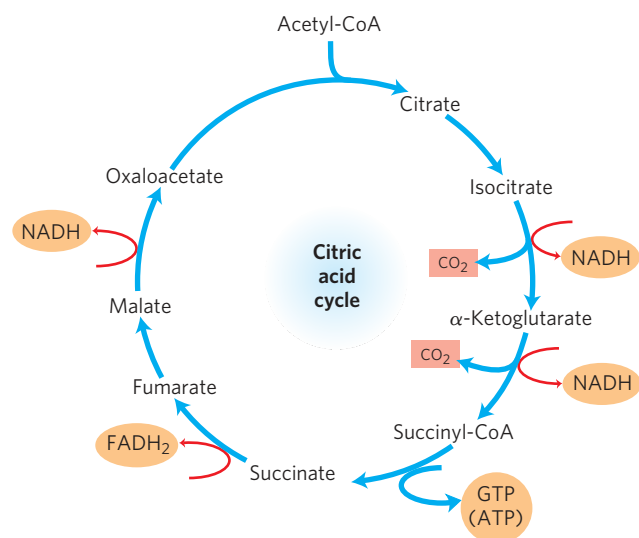 Acetyl-CoA
Citrate
Oxaloacetate
Isocitrate
NADH
Citric
acid
cycle
CO₂
NADH
Malate
α-Ketoglutarate
CO₂
NADH
Fumarate
Succinyl-CoA
FADH₂
Succinate
GTP
(ATP)